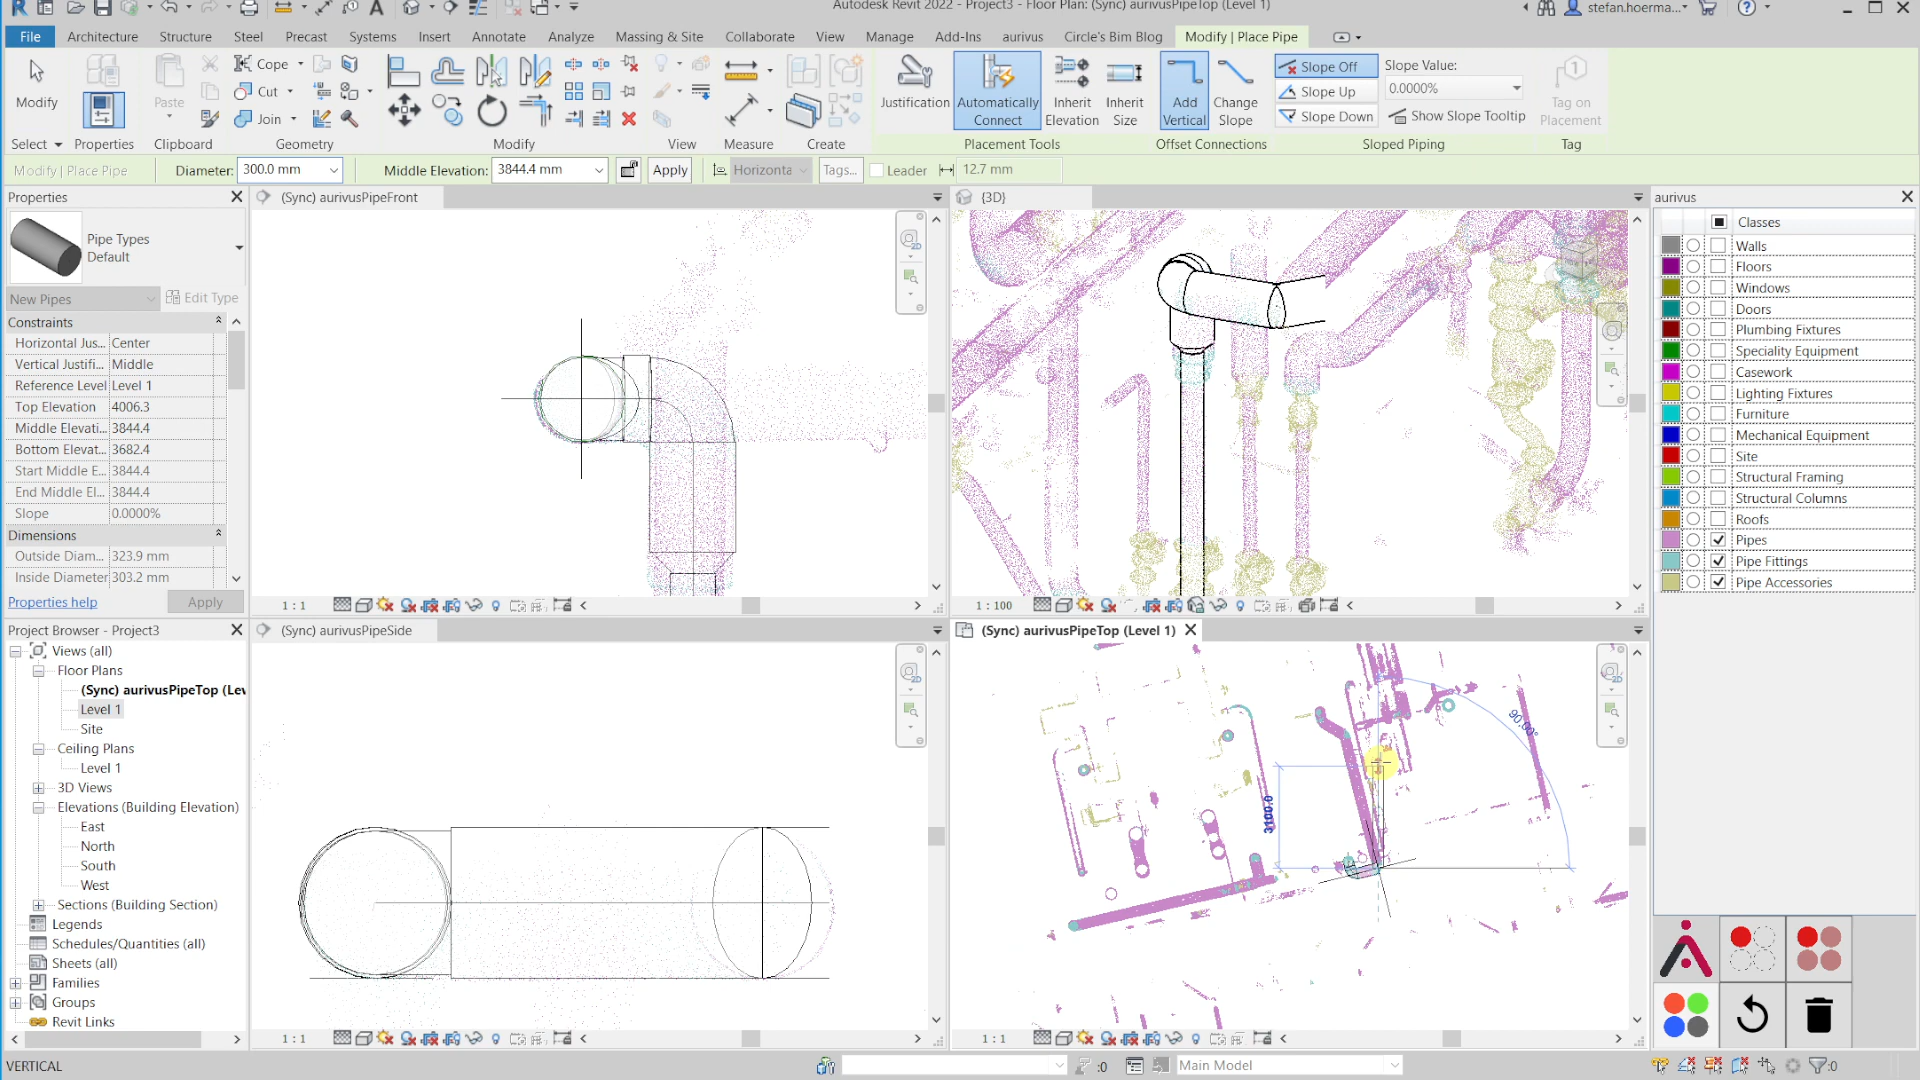 Autodesk Revit 2022 - Project3 - Floor Plan: (Sync) aurivusPipeTop (Level 1)
stefan.hoerma...
File Architecture Structure Steel Precast Systems Insert Annotate Analyze Massing & Site Collaborate View Manage Add-Ins aurivus Circle's Bim Blog Modify | Place Pipe
Modify
Paste
Cope
Cut
Join
Justification
Automatically Connect
Inherit Elevation
Inherit Size
Add Vertical
Change Slope
Slope Off
Slope Up
Slope Down
Slope Value:
0.0000%
Show Slope Tooltip
Tag on Placement
Select Properties Clipboard Geometry Modify View Measure Create Placement Tools Offset Connections Sloped Piping Tag
Modify | Place Pipe Diameter: 300.0 mm Middle Elevation: 3844.4 mm Apply Horizonta Tags... Leader 12.7 mm
Properties
Pipe Types
Default
New Pipes Edit Type
Constraints
Horizontal Jus... Center
Vertical Justifi... Middle
Reference Level Level 1
Top Elevation 4006.3
Middle Elevati... 3844.4
Bottom Elevat... 3682.4
Start Middle E... 3844.4
End Middle El... 3844.4
Slope 0.0000%
Dimensions
Outside Diam... 323.9 mm
Inside Diameter 303.2 mm
Properties help Apply
Project Browser - Project3
Views (all)
Floor Plans
(Sync) aurivusPipeTop (Lev
Level 1
Site
Ceiling Plans
Level 1
3D Views
Elevations (Building Elevation)
East
North
South
West
Sections (Building Section)
Legends
Schedules/Quantities (all)
Sheets (all)
Families
Groups
Revit Links
(Sync) aurivusPipeFront
2D
1 : 1
{3D}
1 : 100
(Sync) aurivusPipeSide
2D
1 : 1
(Sync) aurivusPipeTop (Level 1)
2D
90.00°
3100.0
1 : 1
aurivus
Classes
Walls
Floors
Windows
Doors
Plumbing Fixtures
Speciality Equipment
Casework
Lighting Fixtures
Furniture
Mechanical Equipment
Site
Structural Framing
Structural Columns
Roofs
Pipes
Pipe Fittings
Pipe Accessories
VERTICAL
:0
Main Model
:0